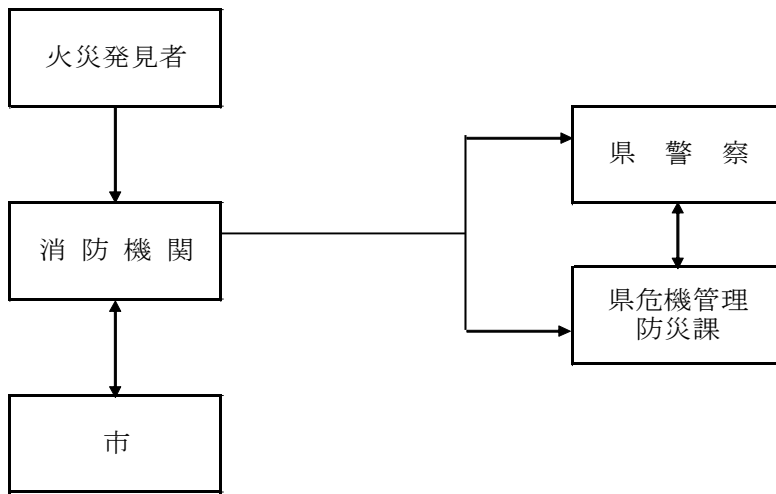 火災発見者
県　警　察
消 防 機 関
県危機管理
防災課
市